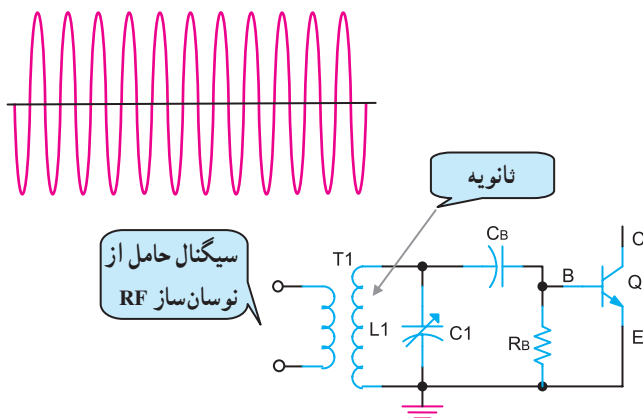 ثانویه
سیگنال حامل از
نوسان‌ساز RF
T1
L1
C1
CB
B
RB
C
Q
E